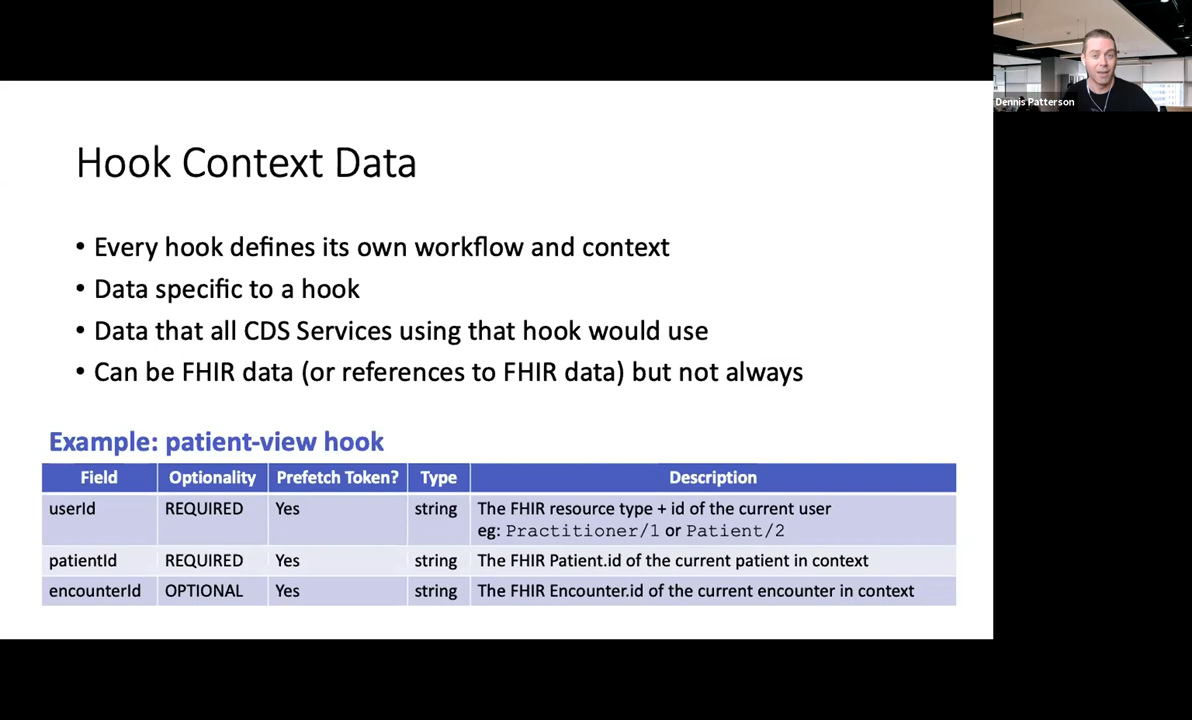 Dennis Patterson
Hook Context Data
• Every hook defines its own workflow and context
• Data specific to a hook
• Data that all CDS Services using that hook would use
• Can be FHIR data (or references to FHIR data) but not always
Example: patient-view hook
Field Optionality Prefetch Token? Type Description
userId REQUIRED Yes string The FHIR resource type + id of the current user
eg: Practitioner/1 or Patient/2
patientId REQUIRED Yes string The FHIR Patient.id of the current patient in context
encounterId OPTIONAL Yes string The FHIR Encounter.id of the current encounter in context